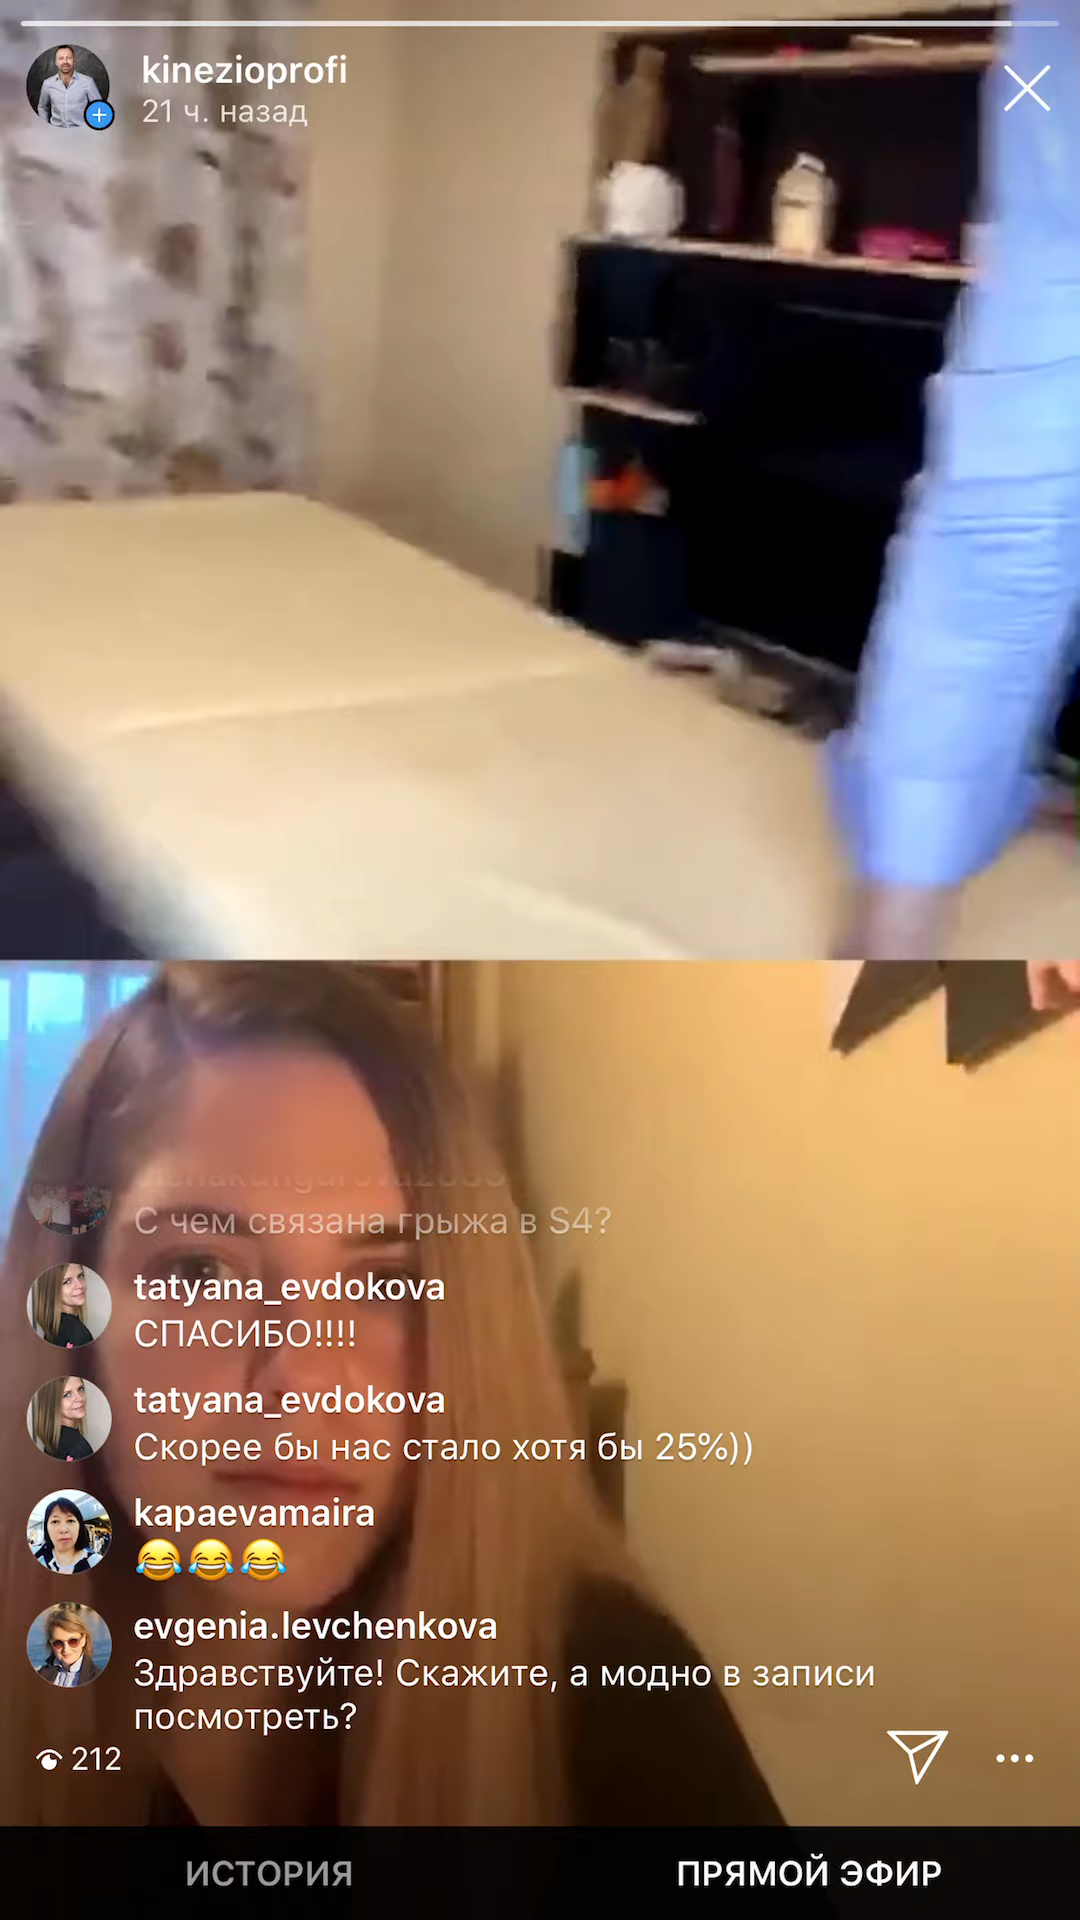 kinezioprofi
21 ч. назад
С чем связана грыжа в S4?
tatyana_evdokova
СПАСИБО!!!!
tatyana_evdokova
Скорее бы нас стало хотя бы 25%))
kapaevamaira
😂😂😂
evgenia.levchenkova
Здравствуйте! Скажите, а модно в записи
посмотреть?
212
ИСТОРИЯ
ПРЯМОЙ ЭФИР